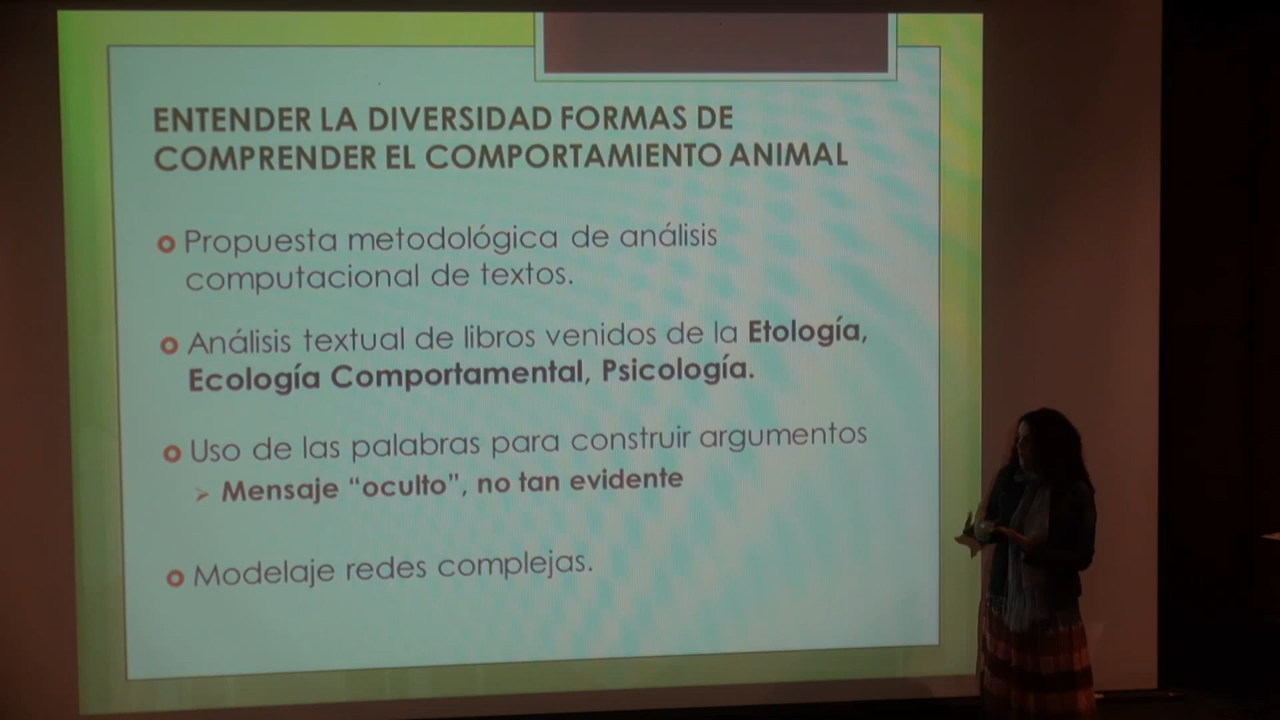 ENTENDER LA DIVERSIDAD FORMAS DE
COMPRENDER EL COMPORTAMIENTO ANIMAL
Propuesta metodológica de análisis
computacional de textos.
Análisis textual de libros venidos de la Etología,
Ecología Comportamental, Psicología.
Uso de las palabras para construir argumentos
Mensaje “oculto”, no tan evidente
Modelaje redes complejas.